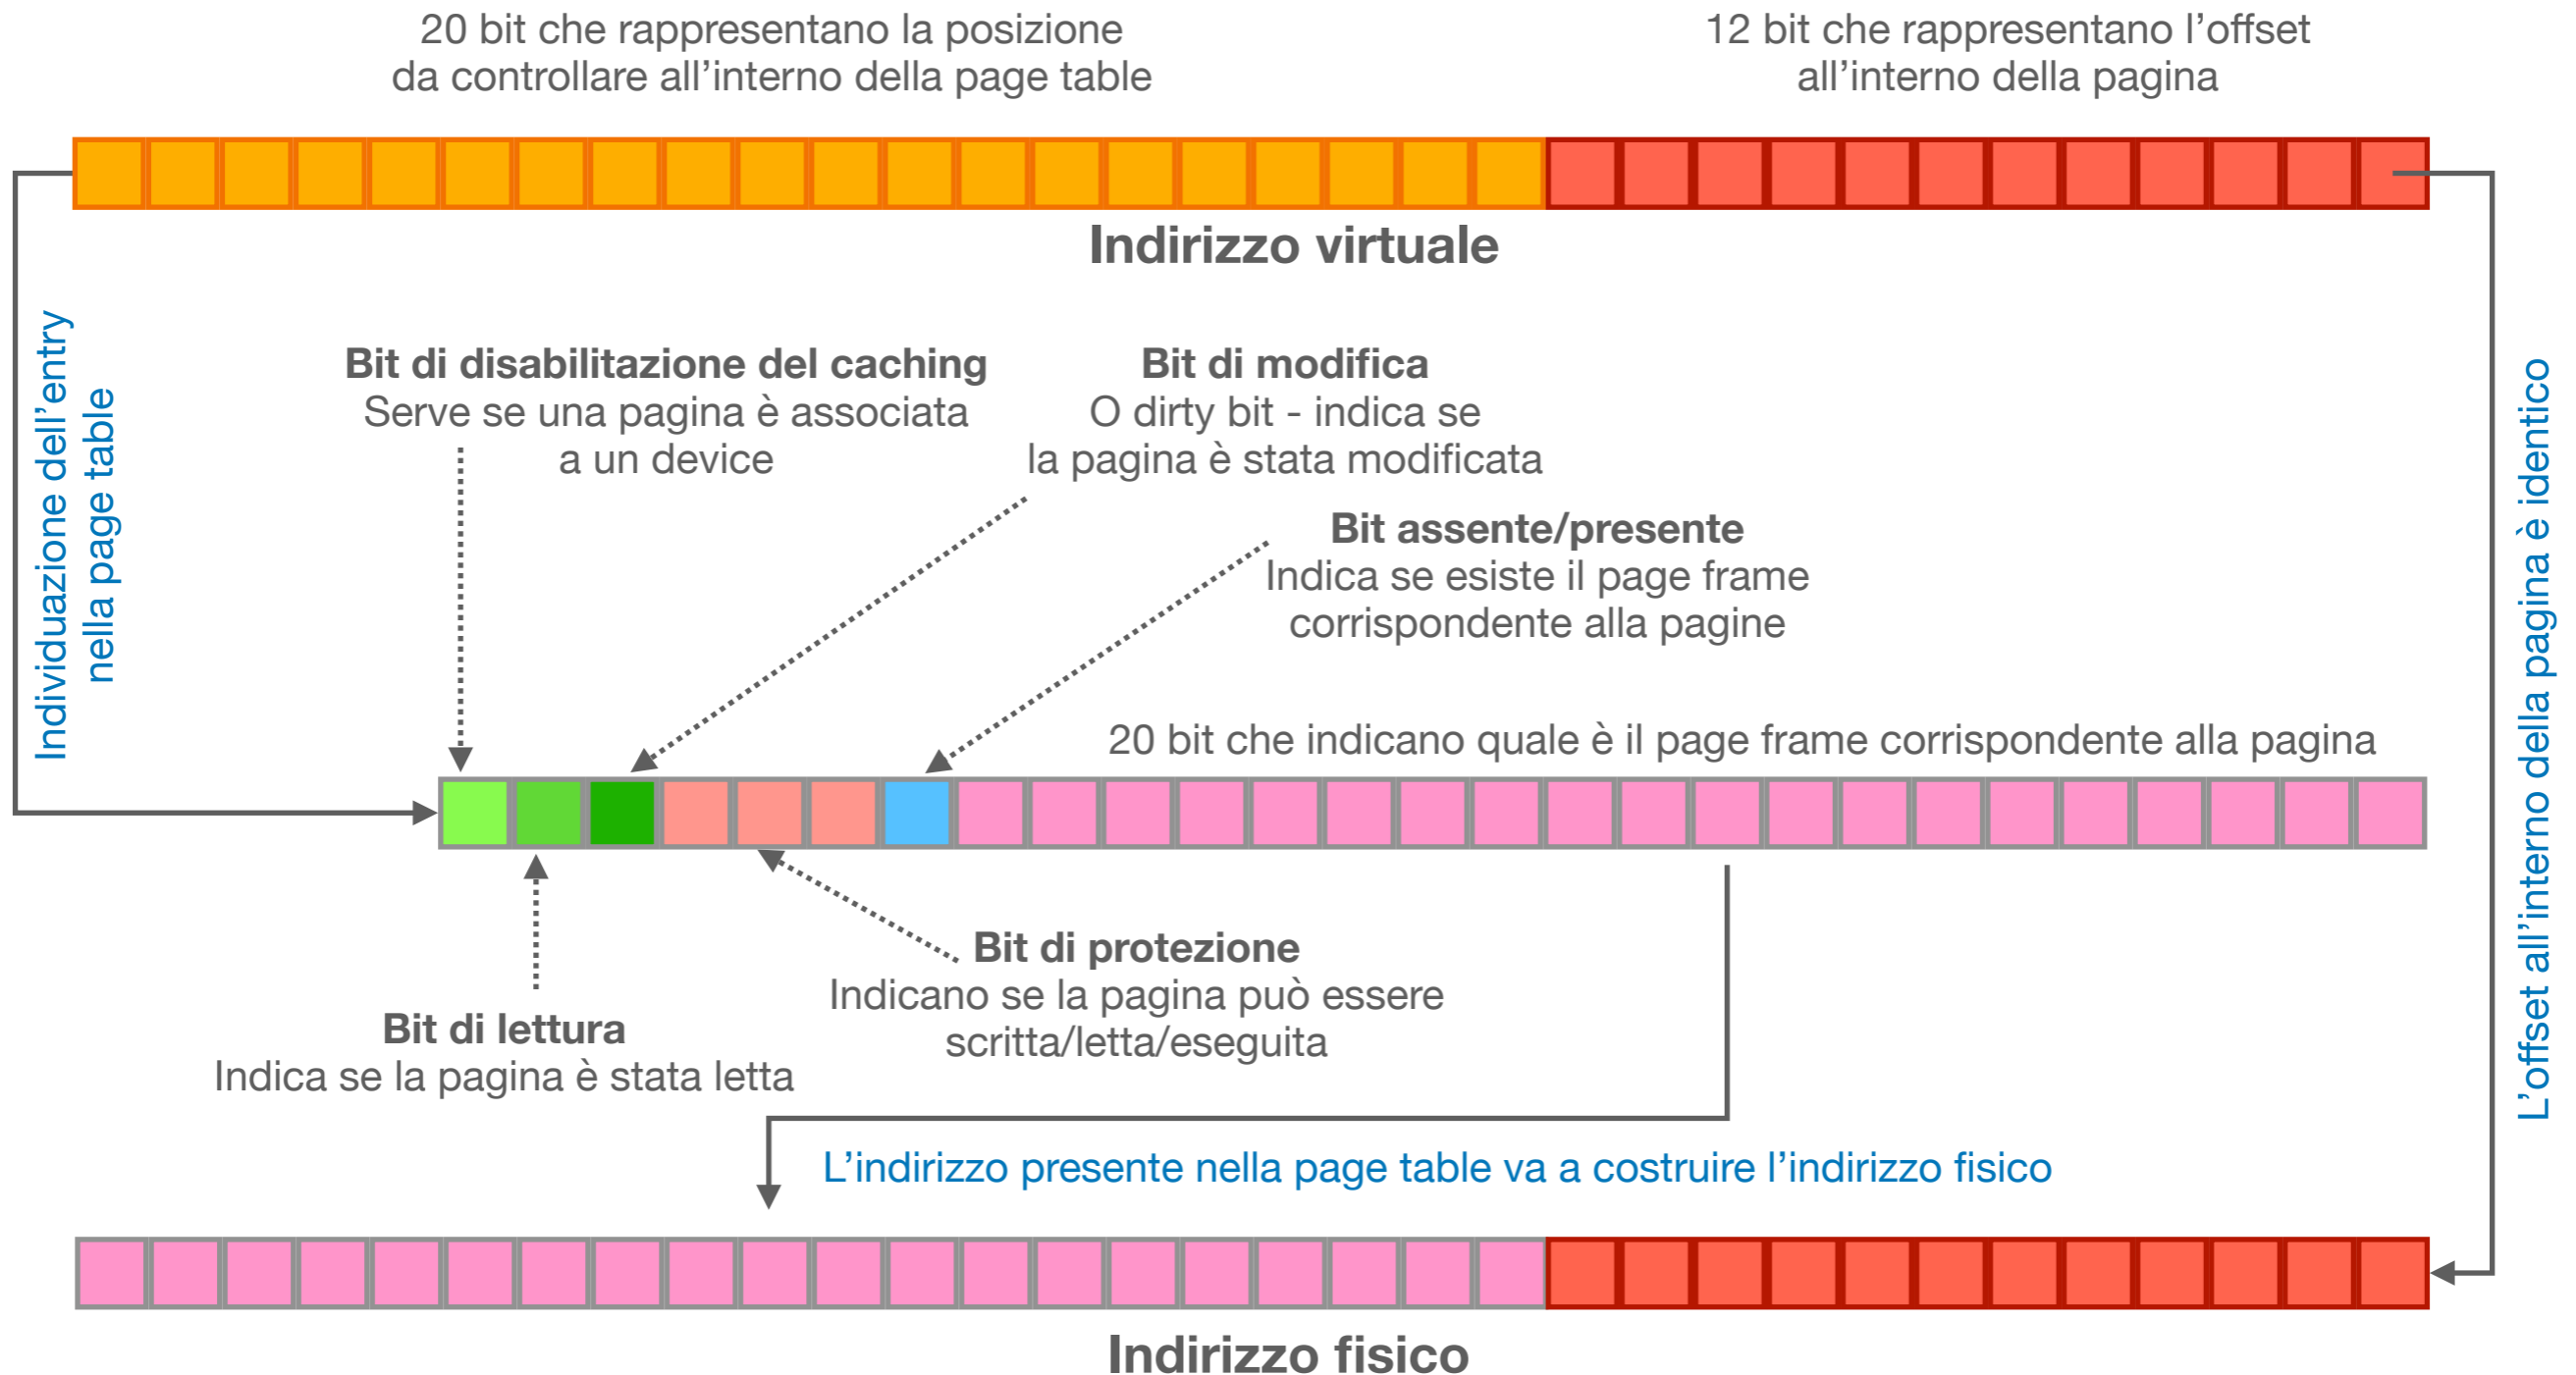 20 bit che rappresentano la posizione
da controllare all'interno della page table
12 bit che rappresentano l'offset
all'interno della pagina
Indirizzo virtuale
Individuazione dell'entry
nella page table
Bit di disabilitazione del caching
Serve se una pagina è associata
a un device
Bit di modifica
O dirty bit - indica se
la pagina è stata modificata
Bit assente/presente
Indica se esiste il page frame
corrispondente alla pagine
L'offset all'interno della pagina è identico
20 bit che indicano quale è il page frame corrispondente alla pagina
Bit di protezione
Indicano se la pagina può essere
scritta/letta/eseguita
Bit di lettura
Indica se la pagina è stata letta
L'indirizzo presente nella page table va a costruire l'indirizzo fisico
Indirizzo fisico